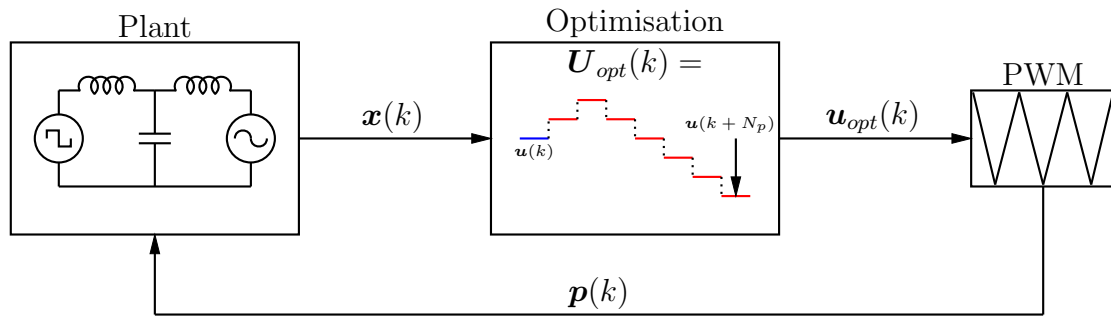 Plant
Optimisation
PWM
U_opt(k) =
x(k)
u(k)
u(k + N_p)
u_opt(k)
p(k)